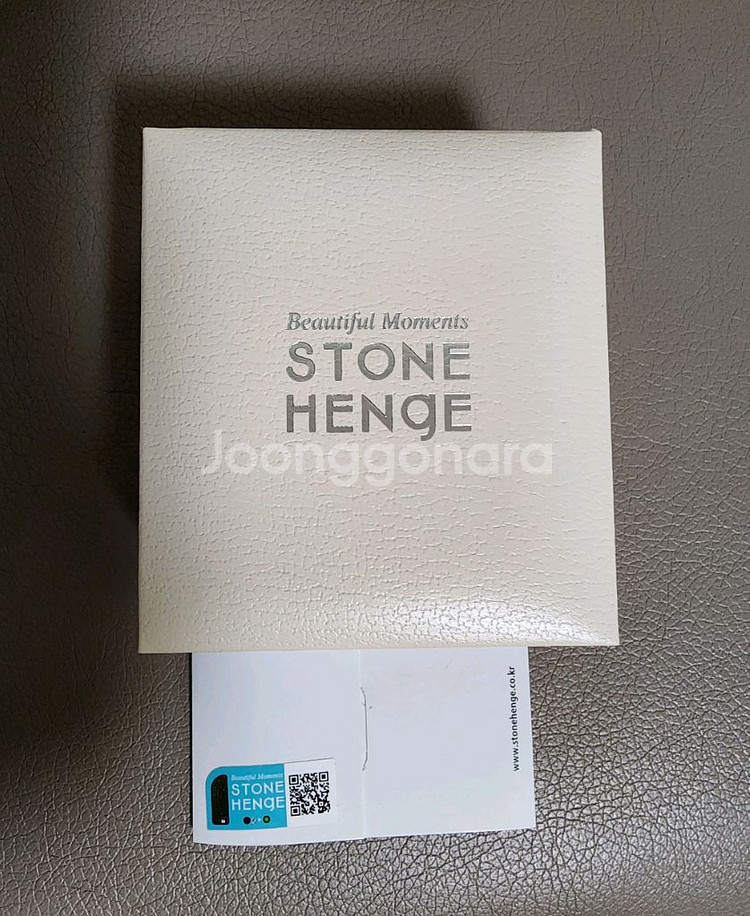 Beautiful Moments
STONE
HENGE
Joonggonara
www.stonehenge.co.kr
Beautiful Moments
STONE
HENGE